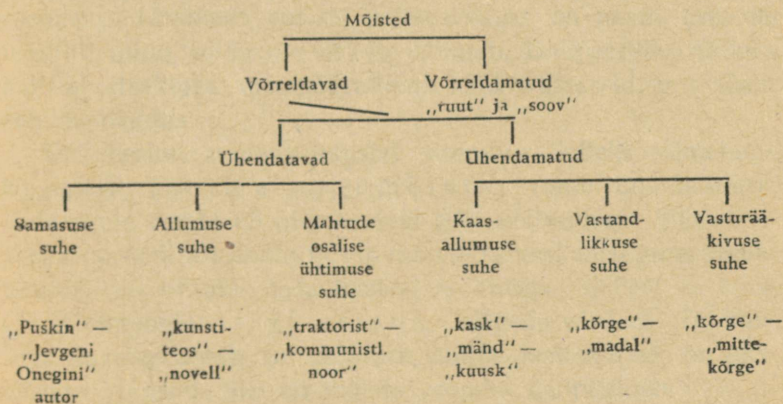 Mõisted
Võrreldavad
Võrreldamatud
„ruut“ ja „soov“
Ühendatavad
Ühendamatud
Samasuse
suhe
Allumuse
suhe
Mahtude
osalise
ühtimuse
suhe
Kaas-
allumuse
suhe
Vastand-
likkuse
suhe
Vasturää-
kivuse
suhe
„Puškin“ —
„Jevgeni
Onegini“
autor
„kunsti-
teos“ —
„novell“
„traktorist“ —
„kommunistl.
noor“
„kask“ —
„mänd“ —
„kuusk“
„kõrge“ —
„madal“
„kõrge“ —
„mitte-
kõrge“